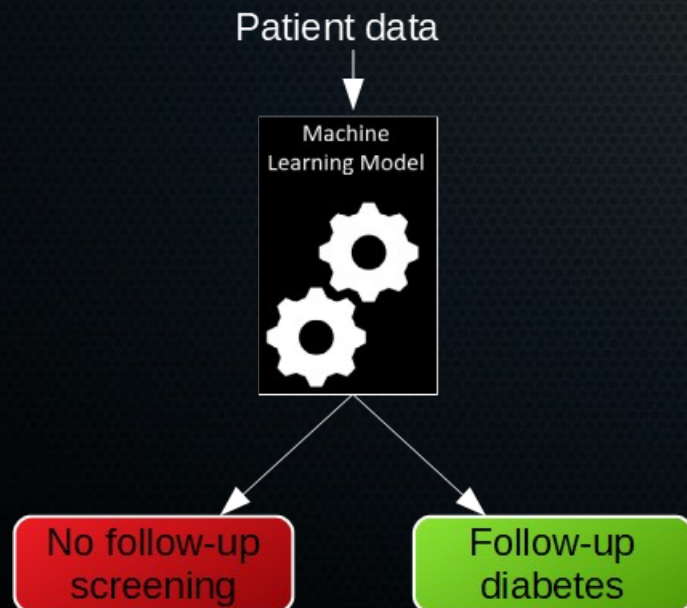 Patient data
Machine
Learning Model
No follow-up
screening
Follow-up
diabetes